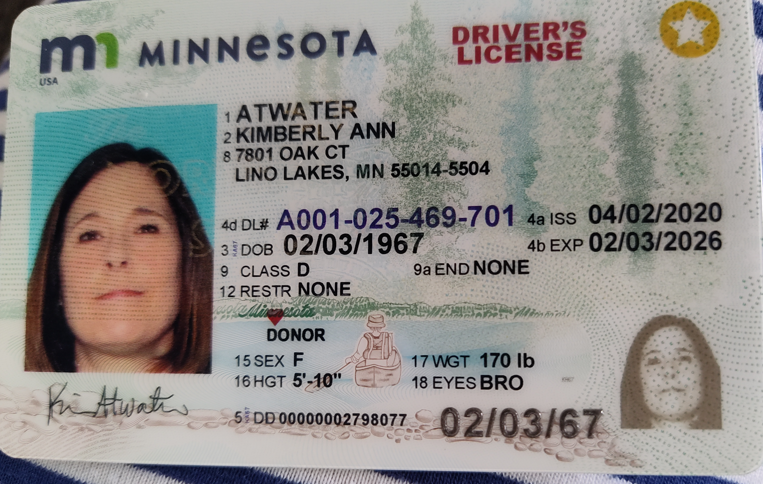 mn MINNESOTA
USA
DRIVER'S
LICENSE
1 ATWATER
2 KIMBERLY ANN
8 7801 OAK CT
LINO LAKES, MN 55014-5504
4d DL# A001-025-469-701 4a ISS 04/02/2020
3 DOB 02/03/1967 4b EXP 02/03/2026
9 CLASS D 9a END NONE
12 RESTR NONE
Minnesota
DONOR
15 SEX F 17 WGT 170 lb
16 HGT 5'-10" 18 EYES BRO
Kim Atwater
5 DD 00000002798077 02/03/67